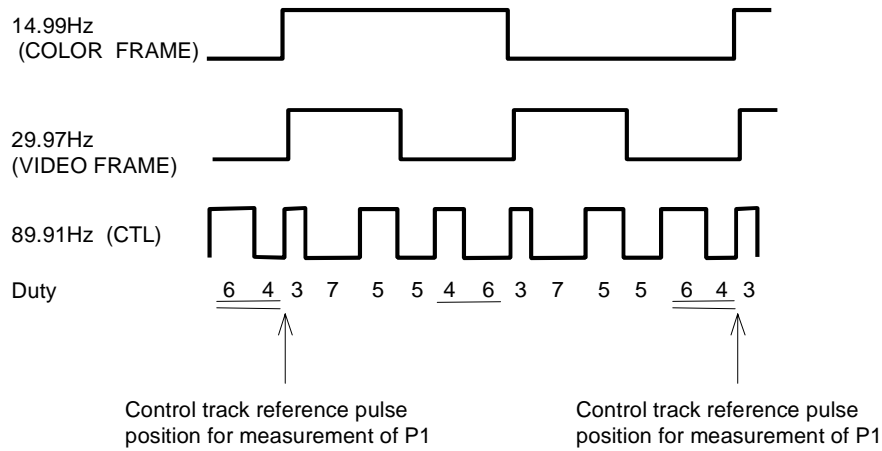 14.99Hz
(COLOR FRAME)
29.97Hz
(VIDEO FRAME)
89.91Hz (CTL)
Duty 6 4 3 7 5 5 4 6 3 7 5 5 6 4 3
Control track reference pulse
position for measurement of P1
Control track reference pulse
position for measurement of P1